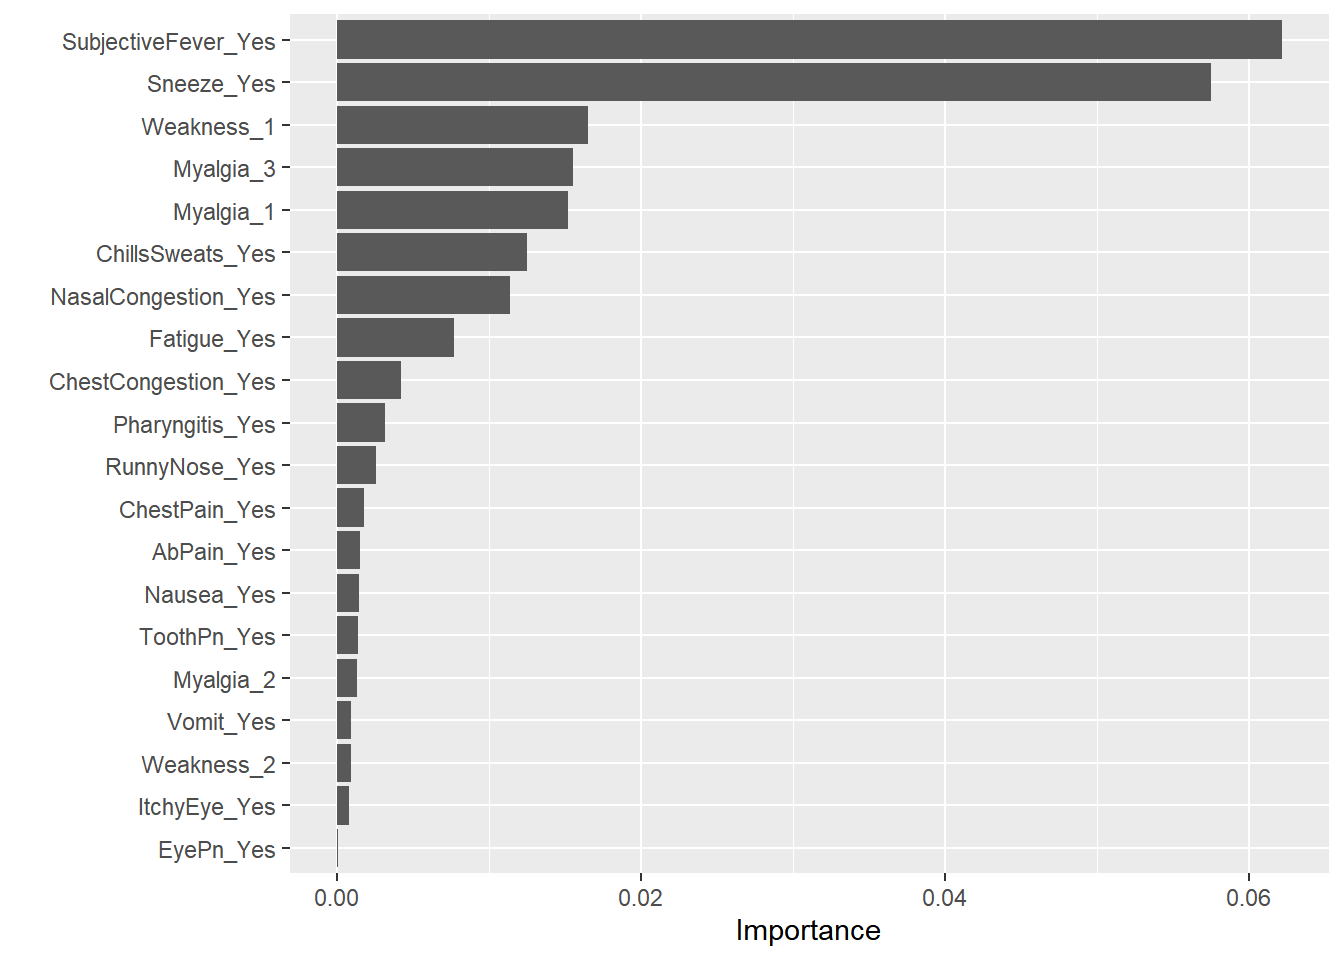 SubjectiveFever_Yes
Sneeze_Yes
Weakness_1
Myalgia_3
Myalgia_1
ChillsSweats_Yes
NasalCongestion_Yes
Fatigue_Yes
ChestCongestion_Yes
Pharyngitis_Yes
RunnyNose_Yes
ChestPain_Yes
AbPain_Yes
Nausea_Yes
ToothPn_Yes
Myalgia_2
Vomit_Yes
Weakness_2
ItchyEye_Yes
EyePn_Yes
0.00 0.02 0.04 0.06
Importance